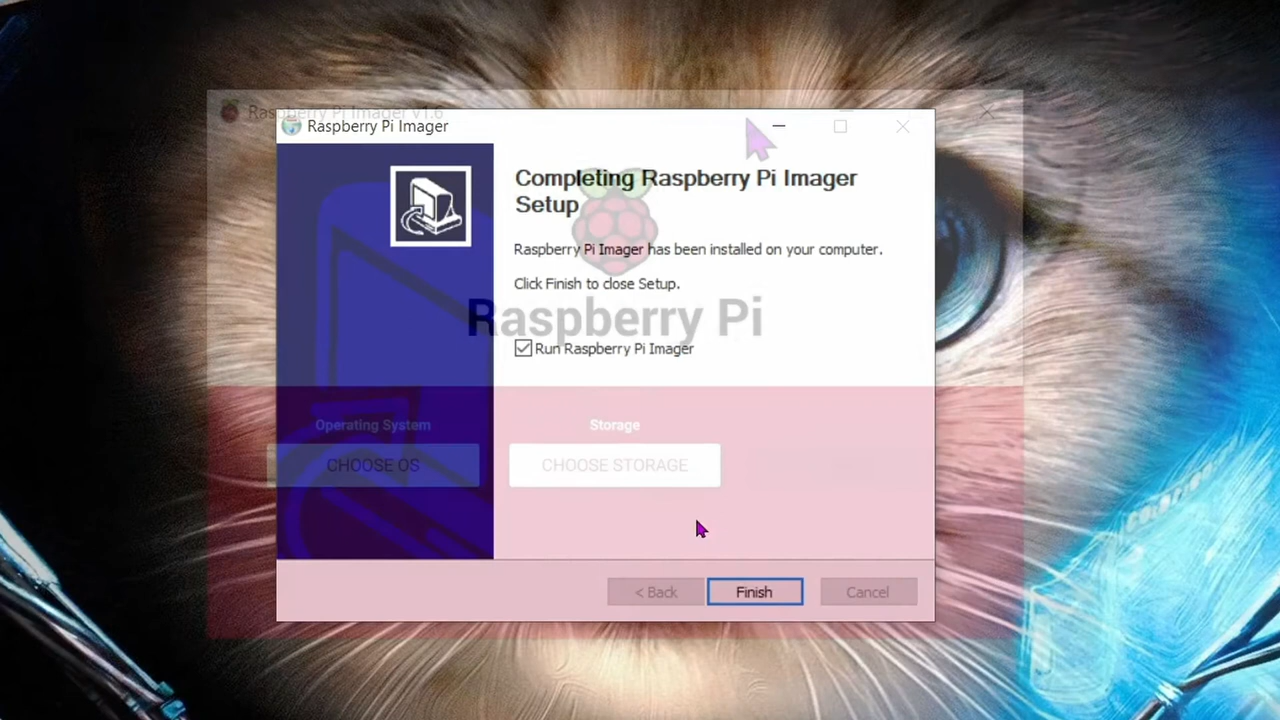 Raspberry Pi Imager v1.6
Raspberry Pi Imager
Completing Raspberry Pi Imager
Setup
Raspberry Pi Imager has been installed on your computer.
Click Finish to close Setup.
Raspberry Pi
Run Raspberry Pi Imager
Operating System
Storage
CHOOSE OS
CHOOSE STORAGE
< Back
Finish
Cancel